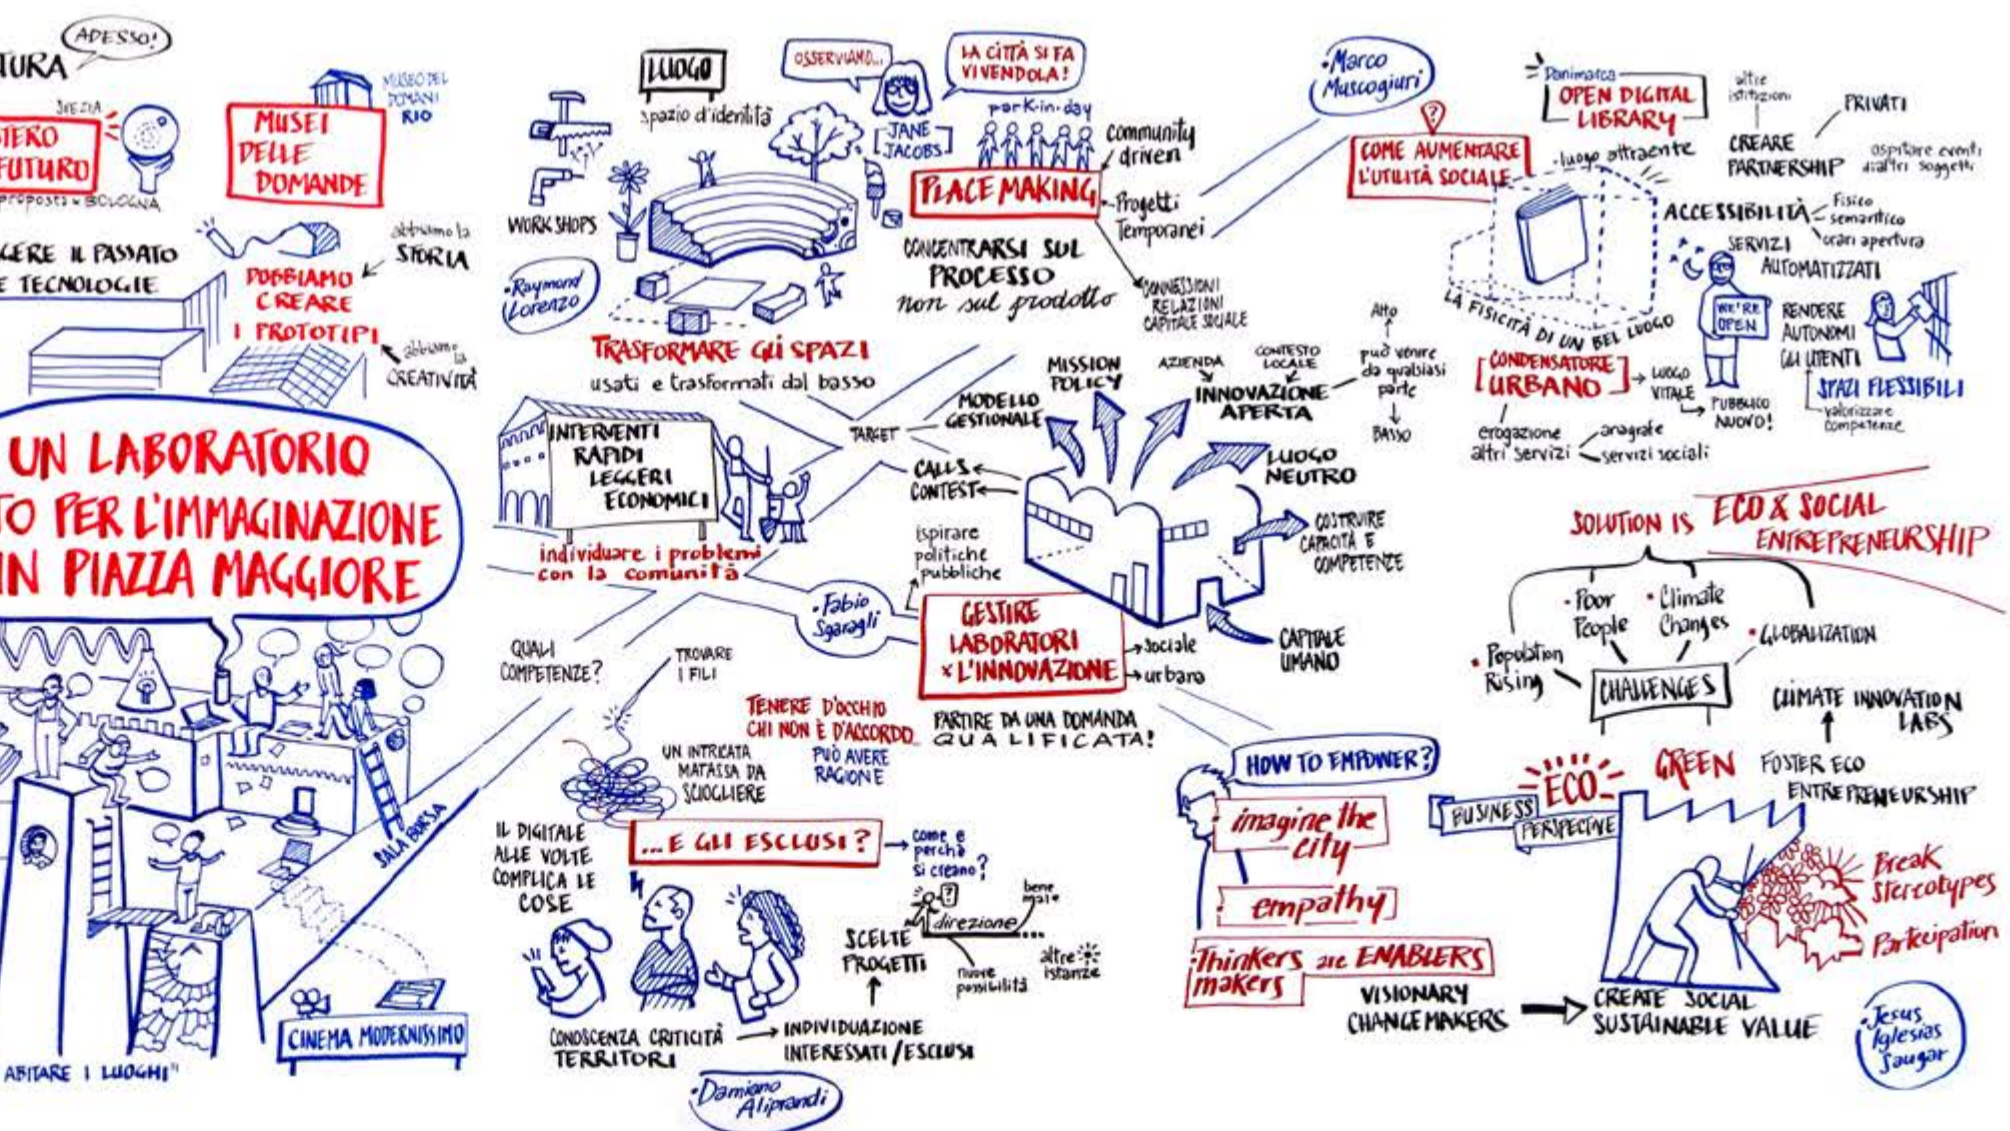 ADESSO!
TURA
SPEZIA
STERO
FUTURO
proposta x BOLOGNA
GERE IL PASSATO
E TECNOLOGIE
MUSEO DEL
DOMANI
RIO
MUSEI
DELLE
DOMANDE
abbiamo la
STORIA
DOBBIAMO
CREARE
I PROTOTIPI
abbiamo
la
CREATIVITÀ
UN LABORATORIO
TO PER L'IMMAGINAZIONE
IN PIAZZA MAGGIORE
SALA BORSA
CINEMA MODERNISSIMO
ABITARE I LUOGHI"
LUOGO
spazio d'identità
WORKSHOPS
Raymond
Lorenzo
OSSERVIAMO...
LA CITTÀ SI FA
VIVENDOLA!
JANE
JACOBS
park-in-day
community
driven
PLACE MAKING
Progetti
Temporanei
CONCENTRARSI SUL
PROCESSO
non sul prodotto
CONNESSIONI
RELAZIONI
CAPITALE SOCIALE
TRASFORMARE GLI SPAZI
usati e trasformati dal basso
INTERVENTI
RAPIDI
LEGGERI
ECONOMICI
individuare i problemi
con la comunità
QUALI
COMPETENZE?
TROVARE
I FILI
TENERE D'OCCHIO
CHI NON È D'ACCORDO
PUÒ AVERE
RAGIONE
UN INTRICATA
MATASSA DA
SCIOGLIERE
IL DIGITALE
ALLE VOLTE
COMPLICA LE
COSE
...E GLI ESCLUSI?
come e
perchè
si creano?
?
direzione
bene
male
...
nuove
possibilità
altre
istanze
SCELTE
PROGETTI
CONOSCENZA CRITICITÀ
TERRITORI
INDIVIDUAZIONE
INTERESSATI/ESCLUSI
Damiano
Aliprandi
Fabio
Sgaragli
TARGET
MODELLO
GESTIONALE
MISSION
POLICY
AZIENDA
CONTESTO
LOCALE
INNOVAZIONE
APERTA
Alto
può venire
da qualsiasi
parte
BASSO
CALLS
CONTEST
LUOGO
NEUTRO
COSTRUIRE
CAPACITÀ E
COMPETENZE
CAPITALE
UMANO
ispirare
politiche
pubbliche
GESTIRE
LABORATORI
x L'INNOVAZIONE
sociale
urbana
PARTIRE DA UNA DOMANDA
QUALIFICATA!
Marco
Muscogiuri
?
COME AUMENTARE
L'UTILITÀ SOCIALE
Danimarca
OPEN DIGITAL
LIBRARY
luogo attraente
altre
istituzioni
CREARE
PARTNERSHIP
PRIVATI
ospitare eventi
di altri soggetti
ACCESSIBILITÀ
Fisico
semantico
orari apertura
SERVIZI
AUTOMATIZZATI
WE'RE
OPEN
RENDERE
AUTONOMI
GLI UTENTI
SPAZI FLESSIBILI
valorizzare
competenze
LA FISICITÀ DI UN BEL LUOGO
CONDENSATORE
URBANO
LUOGO
VITALE
PUBBLICO
NUOVO!
erogazione
altri servizi
anagrafe
servizi sociali
SOLUTION IS ECO & SOCIAL
ENTREPRENEURSHIP
Poor
People
Climate
Changes
GLOBALIZATION
Population
Rising
CHALLENGES
CLIMATE INNOVATION
LABS
FOSTER ECO
ENTREPRENEURSHIP
HOW TO EMPOWER?
imagine the
city
empathy
Thinkers are ENABLERS
makers
VISIONARY
CHANGEMAKERS
BUSINESS
PERSPECTIVE
ECO
GREEN
Break
Stereotypes
Partecipation
CREATE SOCIAL
SUSTAINABLE VALUE
Jesus
Iglesias
Saugar